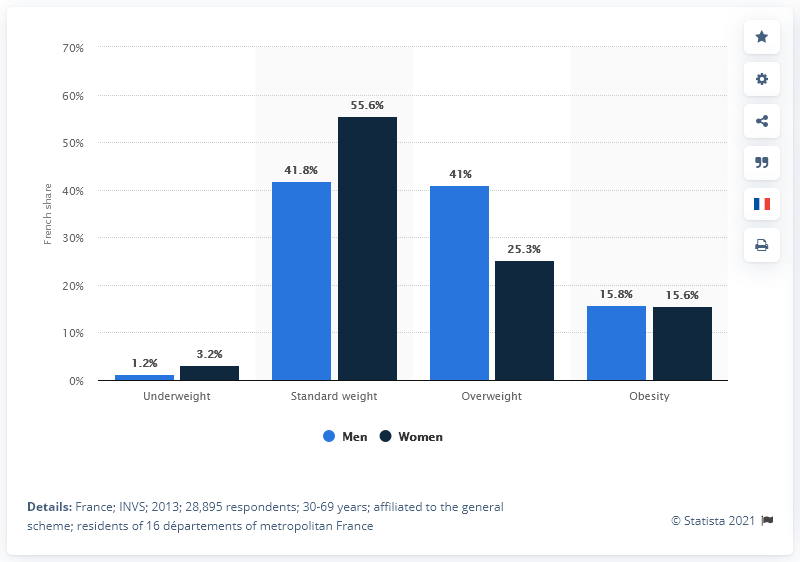 70%
60%
50%
40%
30%
20%
10%
0%
French share
1.2%
3.2%
41.8%
55.6%
41%
25.3%
15.8%
15.6%
Underweight
Standard weight
Overweight
Obesity
Men
Women
Details: France; INVS; 2013; 28,895 respondents; 30-69 years; affiliated to the general
scheme; residents of 16 départements of metropolitan France
© Statista 2021